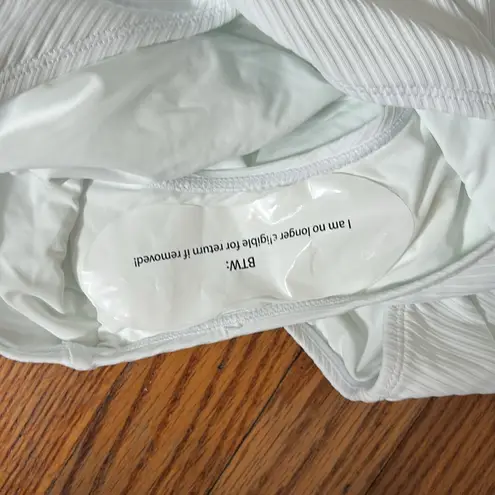 BTW:
I am no longer eligible for return if removed!